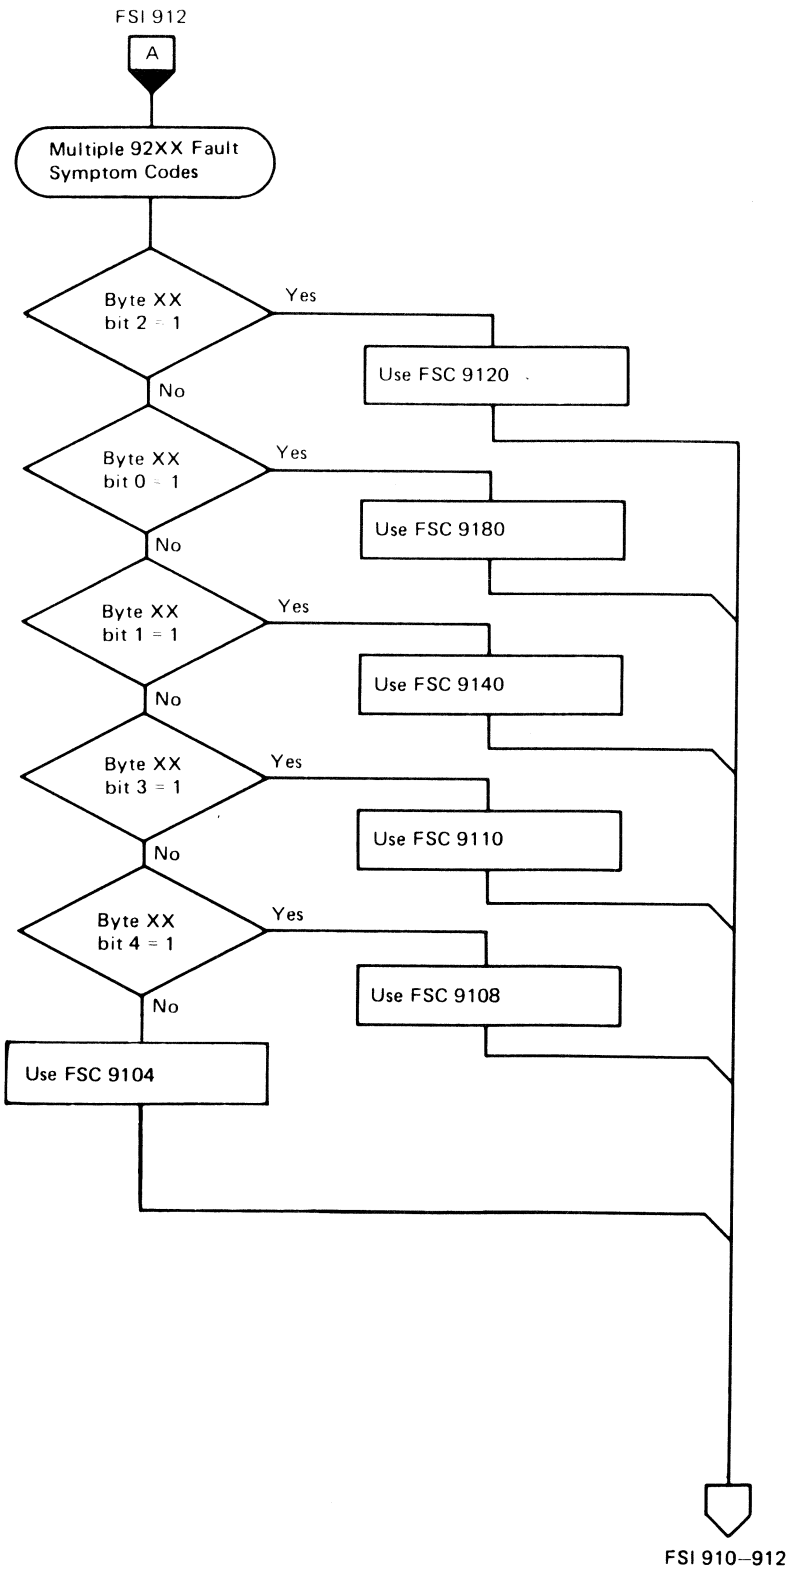 FSI 912
A
Multiple 92XX Fault
Symptom Codes
Byte XX
bit 2 = 1
Yes
Use FSC 9120
No
Byte XX
bit 0 = 1
Yes
Use FSC 9180
No
Byte XX
bit 1 = 1
Yes
Use FSC 9140
No
Byte XX
bit 3 = 1
Yes
Use FSC 9110
No
Byte XX
bit 4 = 1
Yes
Use FSC 9108
No
Use FSC 9104
FSI 910–912